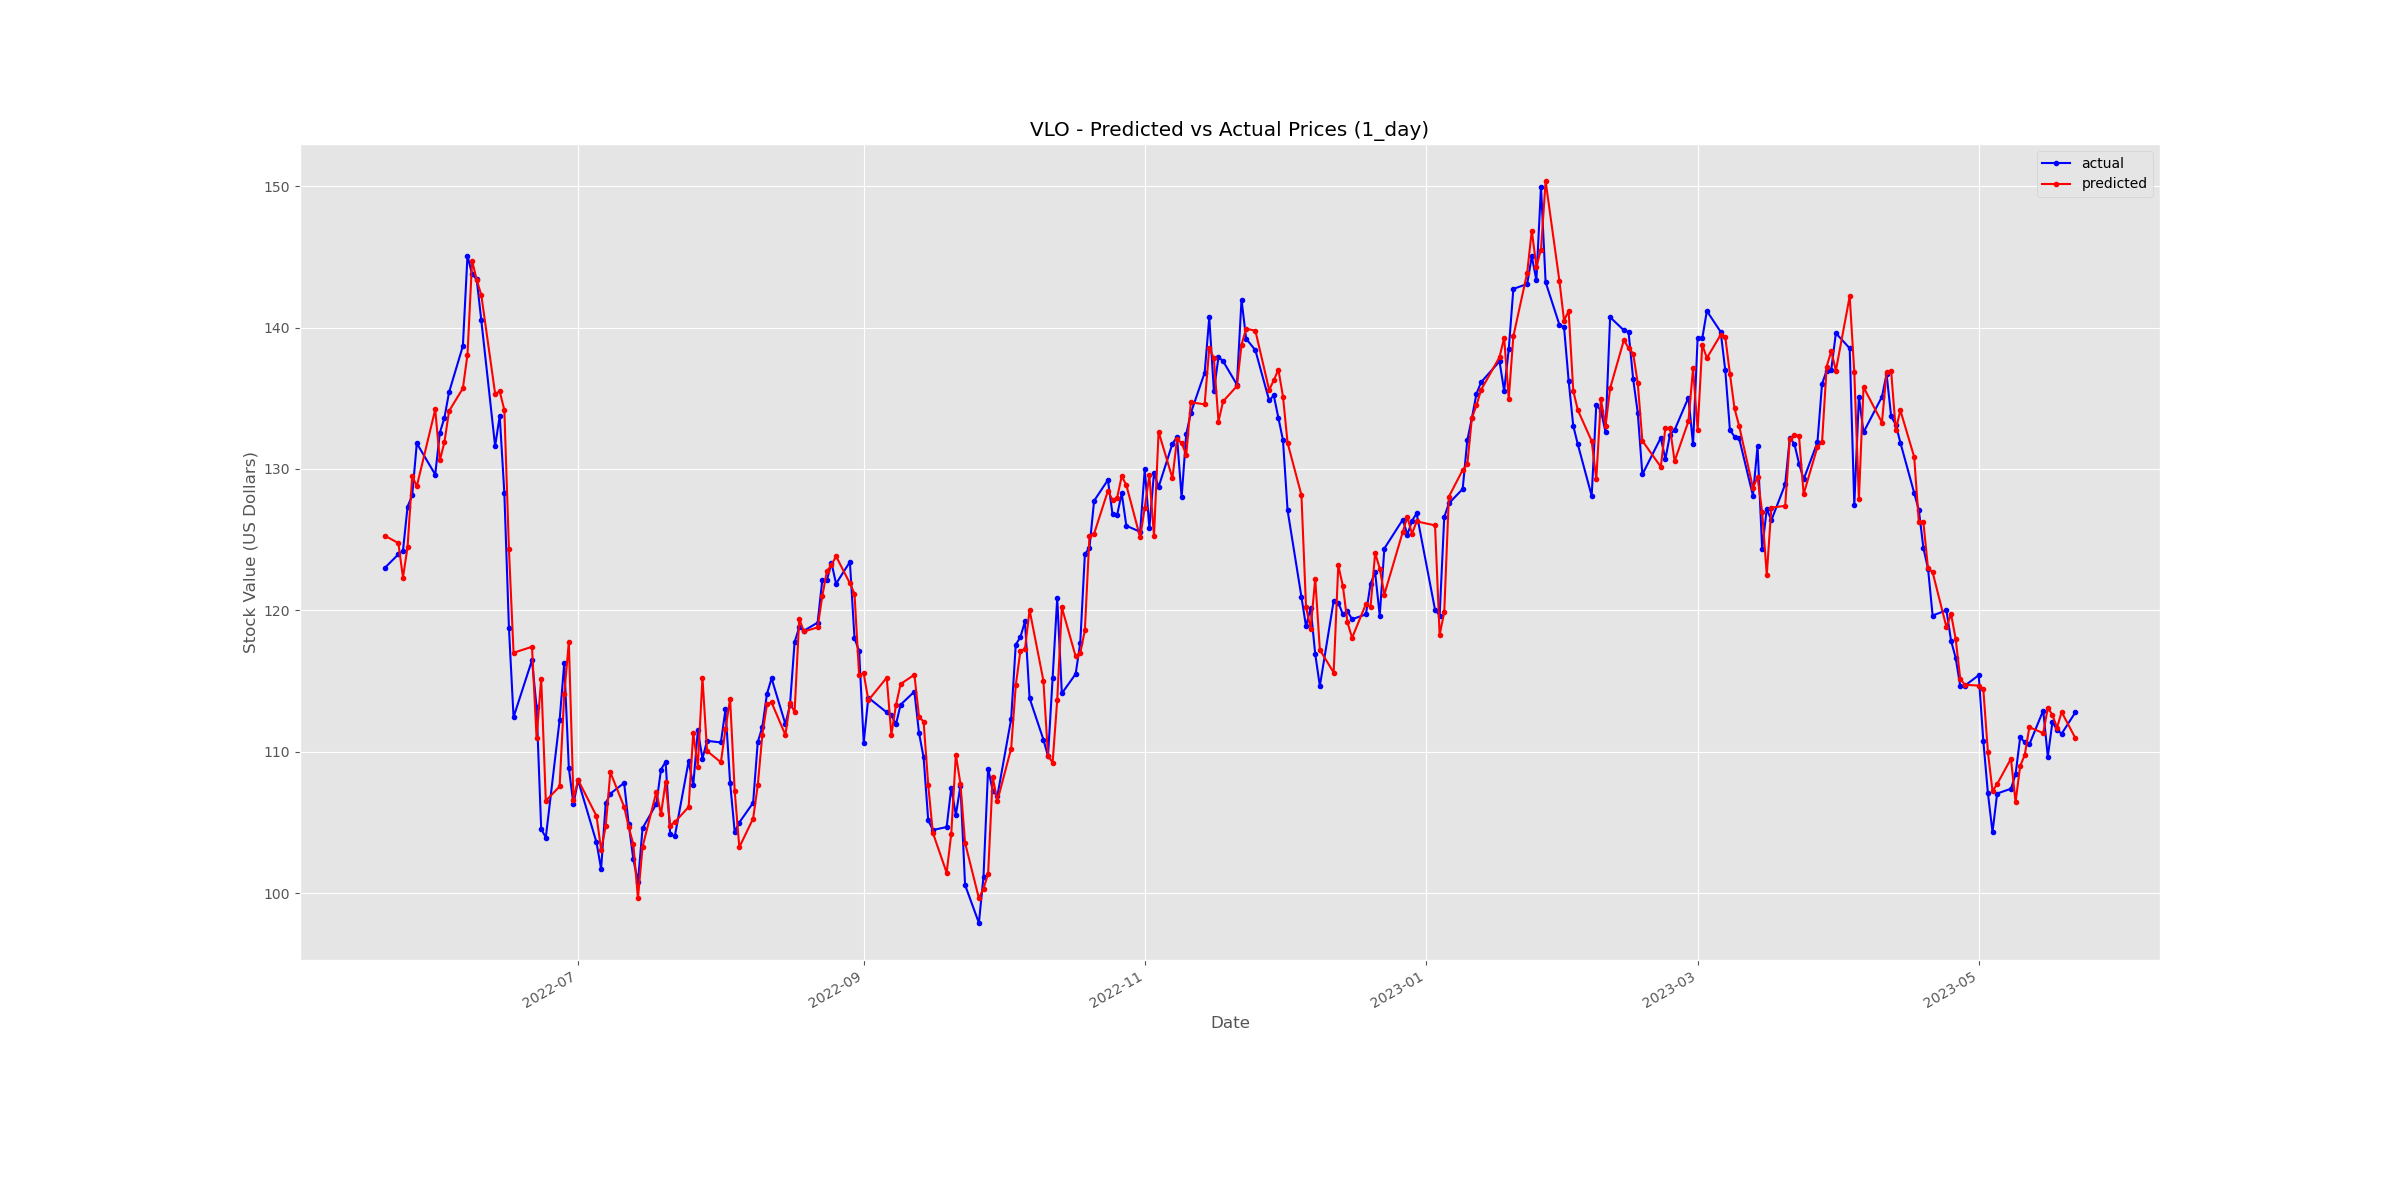 VLO - Predicted vs Actual Prices (1_day)
actual
predicted
150
140
130
120
110
100
Stock Value (US Dollars)
2022-07
2022-09
2022-11
2023-01
2023-03
2023-05
Date